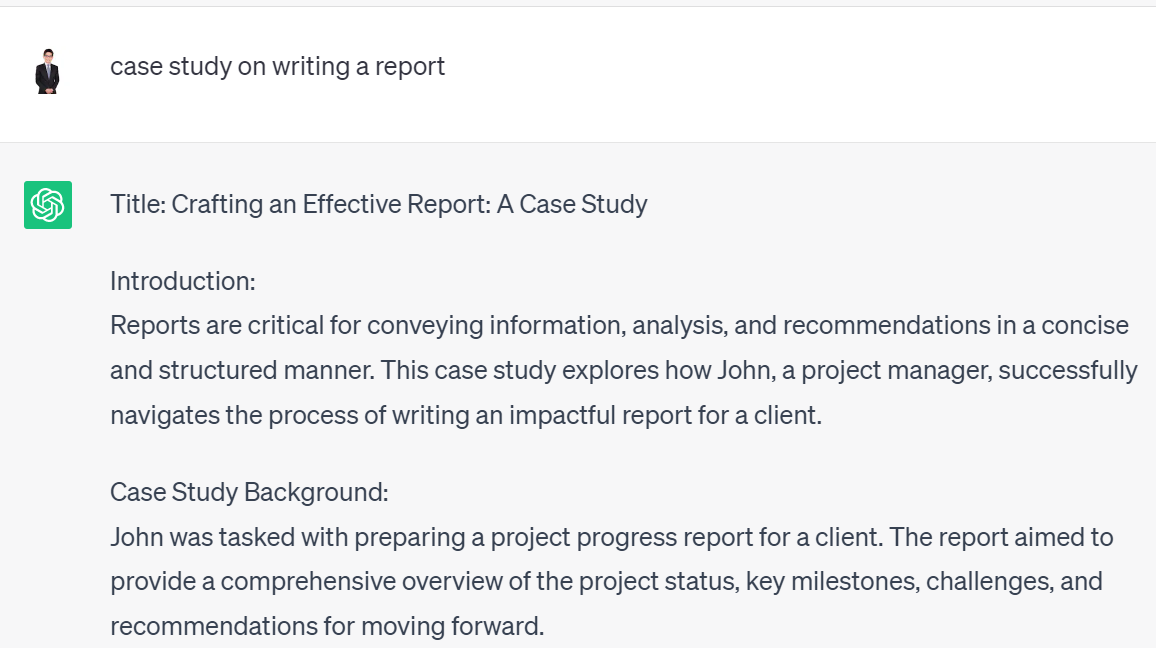 case study on writing a report
Title: Crafting an Effective Report: A Case Study
Introduction:
Reports are critical for conveying information, analysis, and recommendations in a concise
and structured manner. This case study explores how John, a project manager, successfully
navigates the process of writing an impactful report for a client.
Case Study Background:
John was tasked with preparing a project progress report for a client. The report aimed to
provide a comprehensive overview of the project status, key milestones, challenges, and
recommendations for moving forward.